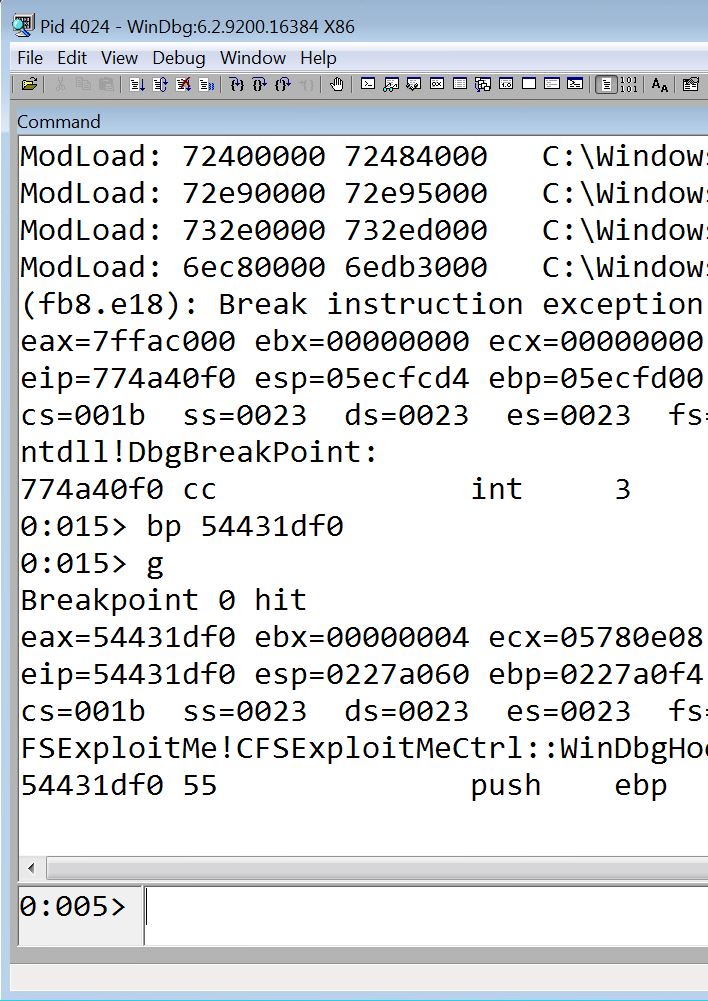 Pid 4024 - WinDbg:6.2.9200.16384 X86
File Edit View Debug Window Help
Command
ModLoad: 72400000 72484000 C:\Windows
ModLoad: 72e90000 72e95000 C:\Windows
ModLoad: 732e0000 732ed000 C:\Windows
ModLoad: 6ec80000 6edb3000 C:\Windows
(fb8.e18): Break instruction exception
eax=7ffac000 ebx=00000000 ecx=00000000
eip=774a40f0 esp=05ecfcd4 ebp=05ecfd00
cs=001b ss=0023 ds=0023 es=0023 fs=
ntdll!DbgBreakPoint:
774a40f0 cc int 3
0:015> bp 54431df0
0:015> g
Breakpoint 0 hit
eax=54431df0 ebx=00000004 ecx=05780e08
eip=54431df0 esp=0227a060 ebp=0227a0f4
cs=001b ss=0023 ds=0023 es=0023 fs=
FSExploitMe!CFSExploitMeCtrl::WinDbgHoo
54431df0 55 push ebp
0:005>